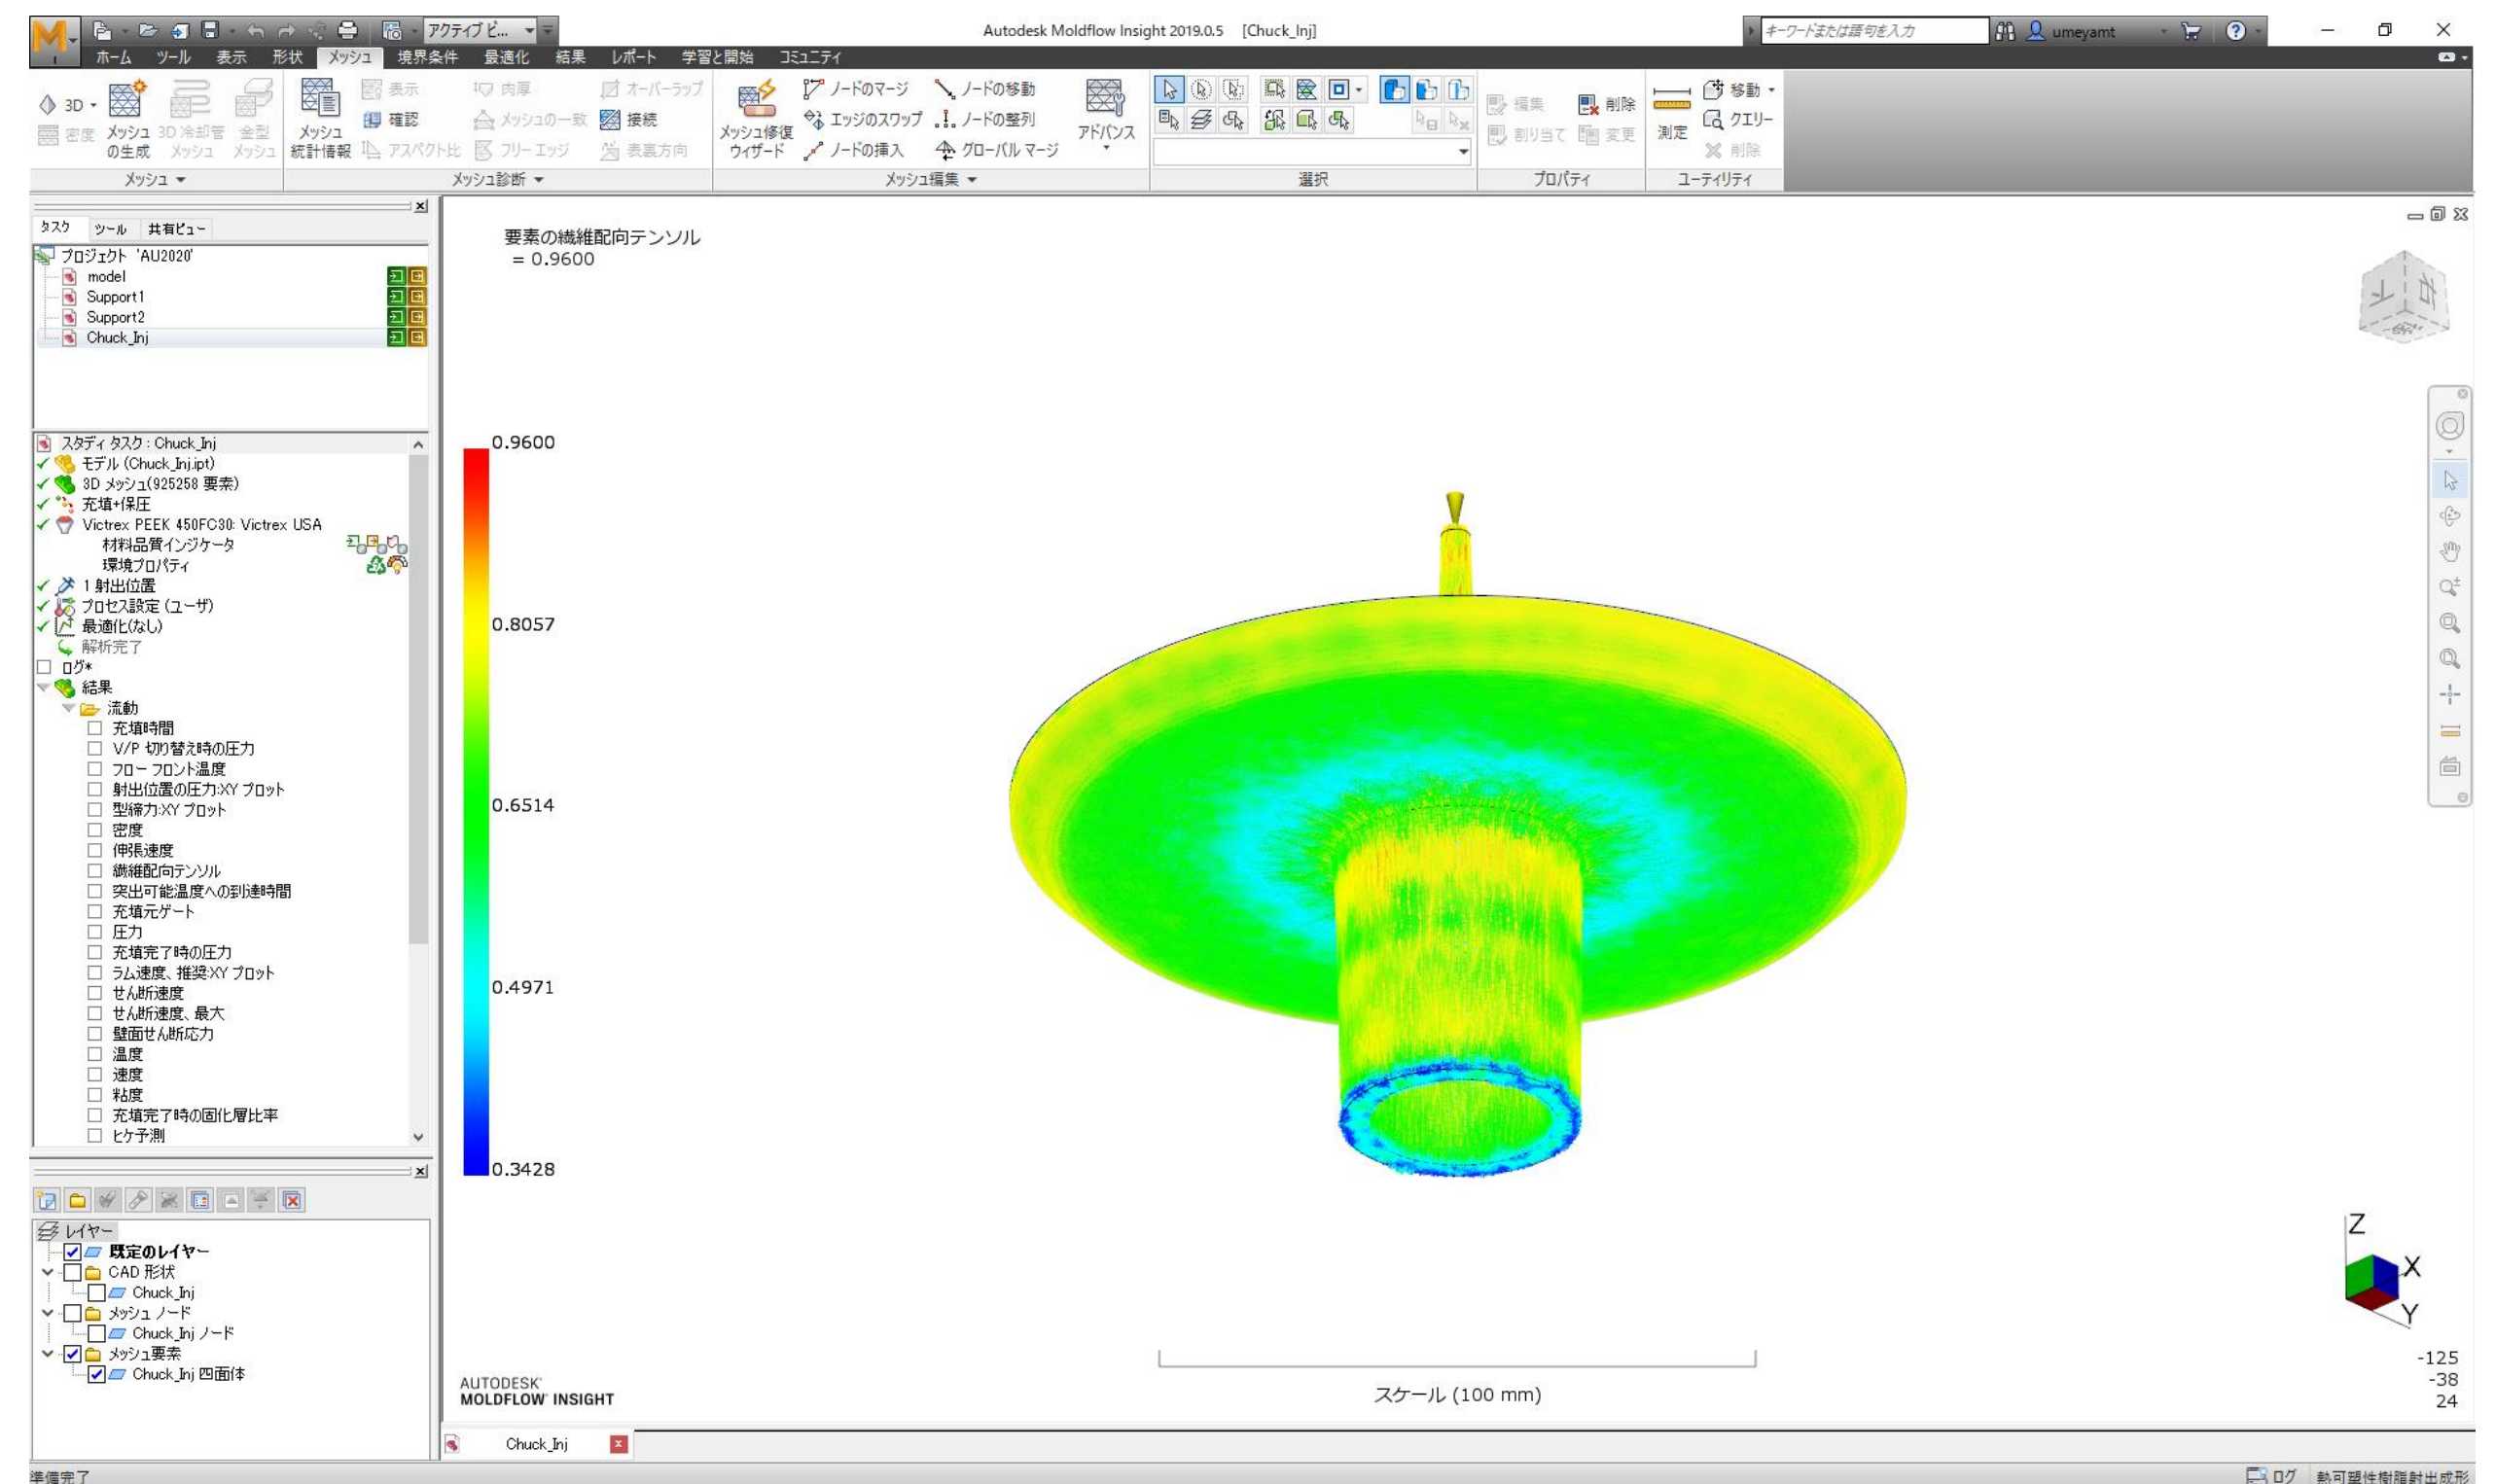 アクティブ ビ...
Autodesk Moldflow Insight 2019.0.5 [Chuck_Inj]
キーワードまたは語句を入力
umeyamt
ホーム ツール 表示 形状 メッシュ 境界条件 最適化 結果 レポート 学習と開始 コミュニティ
3D
密度
メッシュの生成
3D 冷却管メッシュ
金型メッシュ
メッシュ統計情報
表示
確認
アスペクト比
肉厚
メッシュの一致
フリー エッジ
オーバーラップ
接続
表裏方向
メッシュ修復ウィザード
ノードのマージ
エッジのスワップ
ノードの挿入
ノードの移動
ノードの整列
グローバル マージ
アドバンス
編集
割り当て
削除
変更
測定
移動
クエリー
削除
メッシュ
メッシュ診断
メッシュ編集
選択
プロパティ
ユーティリティ
タスク ツール 共有ビュー
プロジェクト 'AU2020'
model
Support1
Support2
Chuck_Inj
スタディ タスク : Chuck_Inj
モデル (Chuck_Inj.ipt)
3D メッシュ(925258 要素)
充填+保圧
Victrex PEEK 450FC30: Victrex USA
材料品質インジケータ
環境プロパティ
1 射出位置
プロセス設定 (ユーザ)
最適化(なし)
解析完了
ログ*
結果
流動
充填時間
V/P 切り替え時の圧力
フロー フロント温度
射出位置の圧力:XY プロット
型締力:XY プロット
密度
伸張速度
繊維配向テンソル
突出可能温度への到達時間
充填元ゲート
圧力
充填完了時の圧力
ラム速度、推奨:XY プロット
せん断速度
せん断速度、最大
壁面せん断応力
温度
速度
粘度
充填完了時の固化層比率
ヒケ予測
レイヤー
既定のレイヤー
CAD 形状
Chuck_Inj
メッシュ ノード
Chuck_Inj ノード
メッシュ要素
Chuck_Inj 四面体
要素の繊維配向テンソル
= 0.9600
0.9600
0.8057
0.6514
0.4971
0.3428
AUTODESK
MOLDFLOW INSIGHT
スケール (100 mm)
Z
X
Y
-125
-38
24
Chuck_Inj
準備完了
ログ 熱可塑性樹脂射出成形